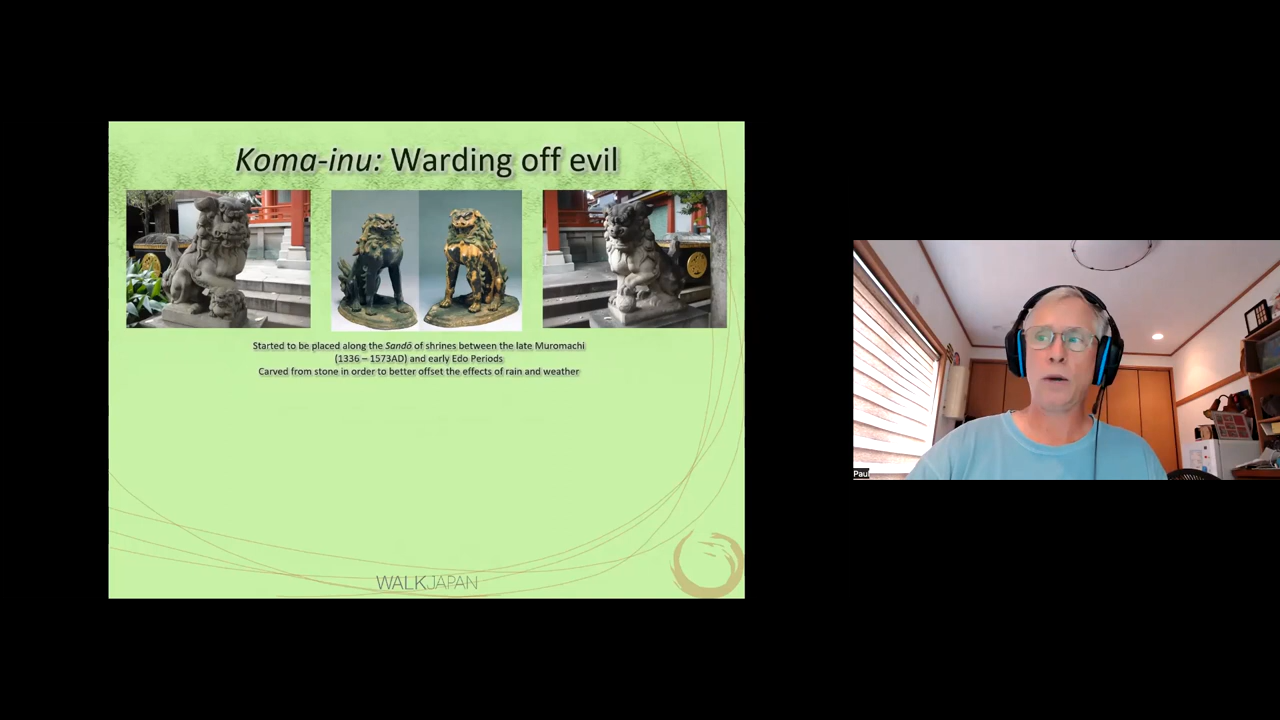 Koma-inu: Warding off evil
Started to be placed along the Sandō of shrines between the late Muromachi
(1336 – 1573AD) and early Edo Periods
Carved from stone in order to better offset the effects of rain and weather
WALKJAPAN
Paul